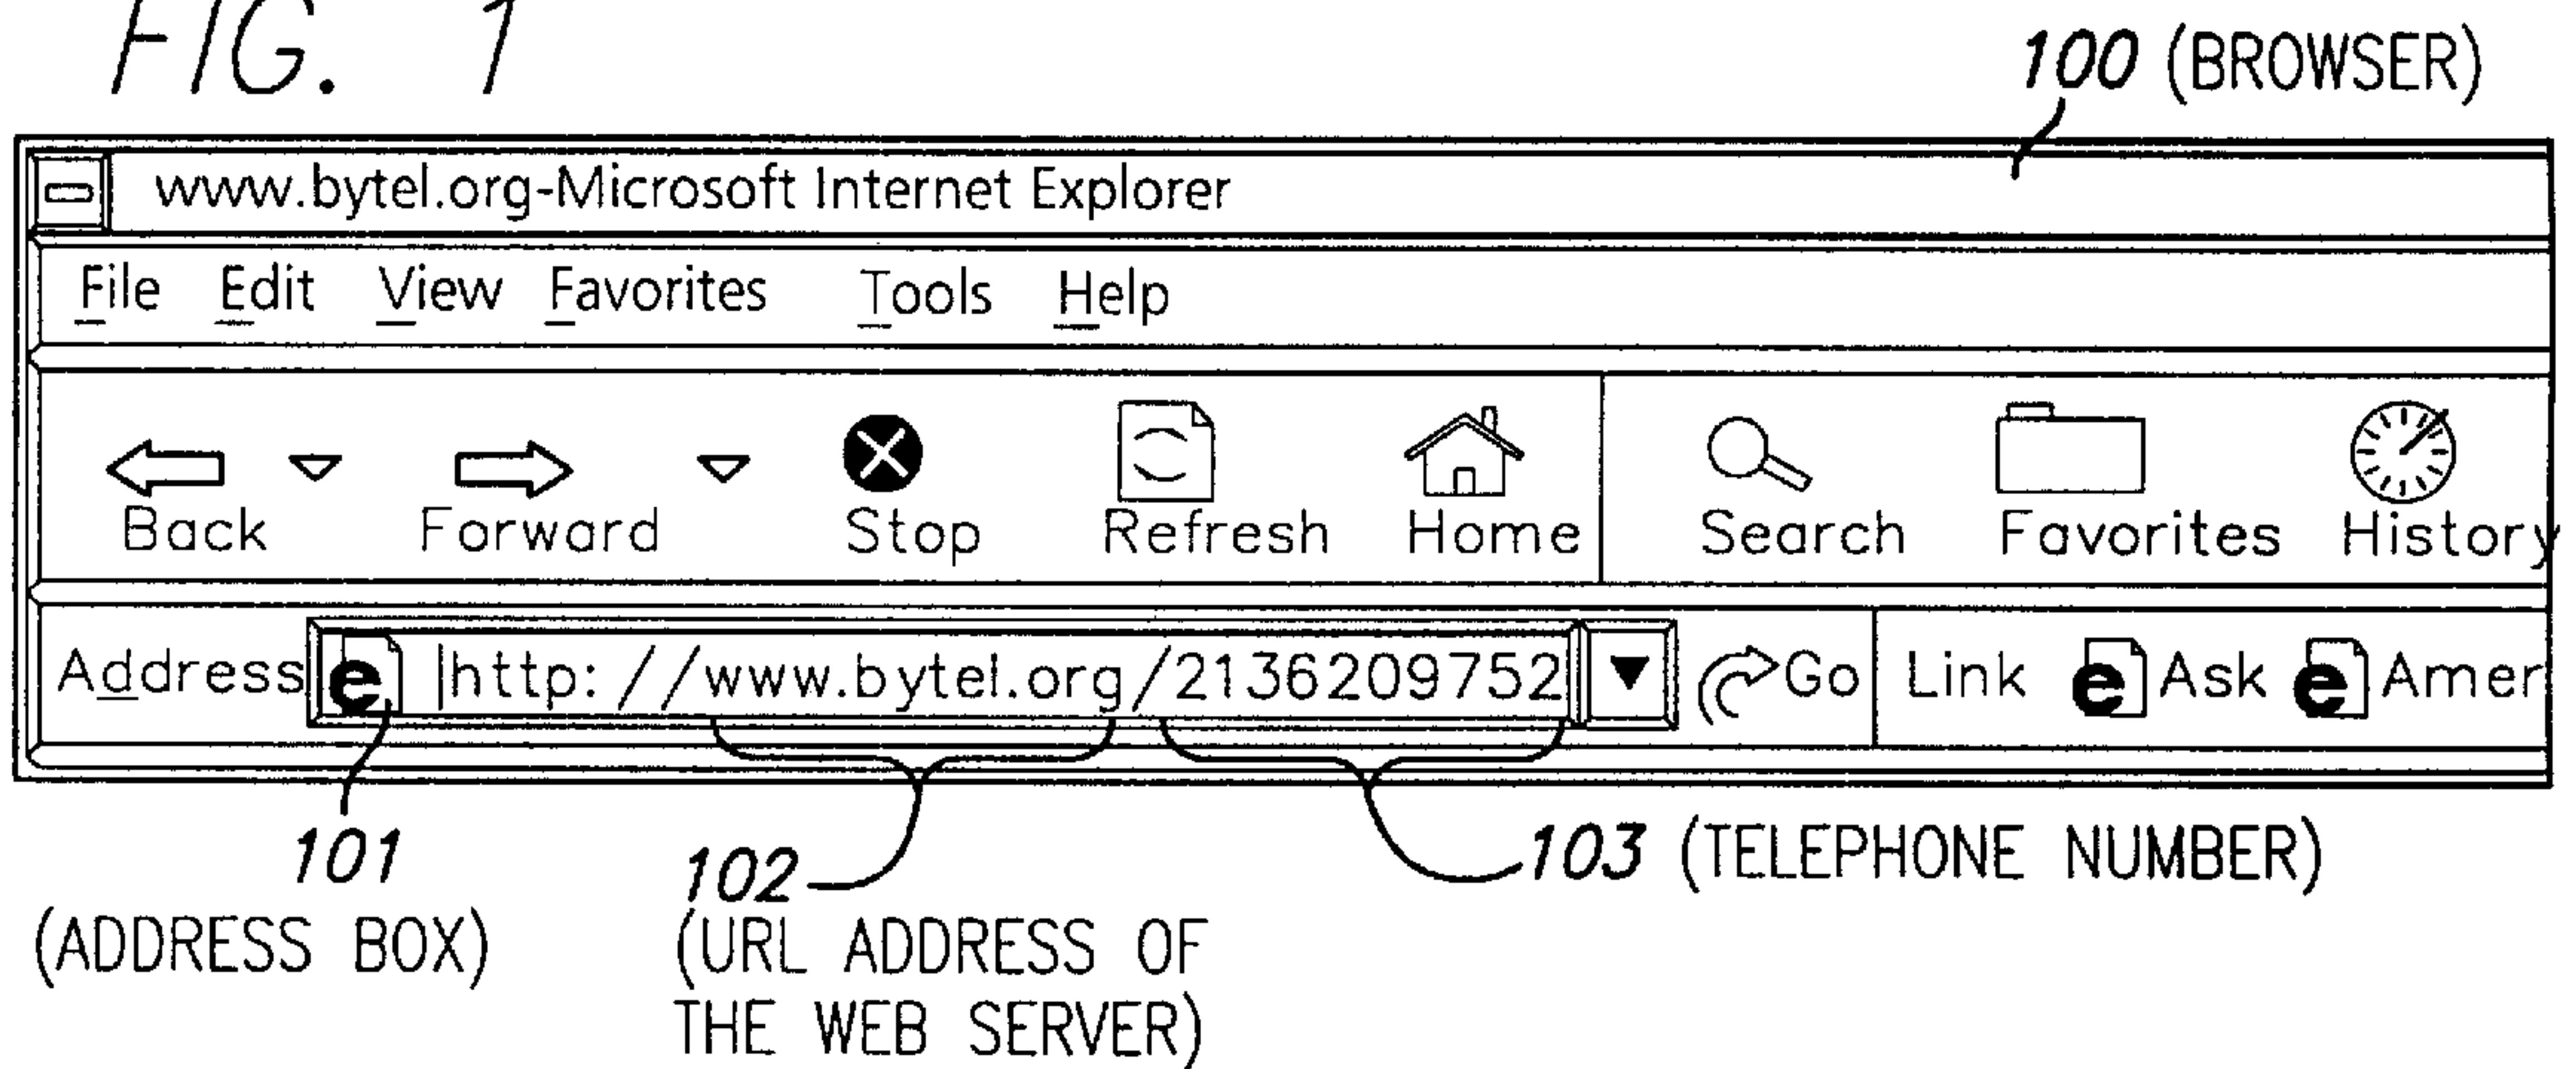 FIG. 1
100 (BROWSER)
www.bytel.org-Microsoft Internet Explorer
File Edit View Favorites Tools Help
Back Forward Stop Refresh Home Search Favorites History
Address http: //www.bytel.org/2136209752 Go Link Ask Amer
101
(ADDRESS BOX)
102
(URL ADDRESS OF
THE WEB SERVER)
103 (TELEPHONE NUMBER)